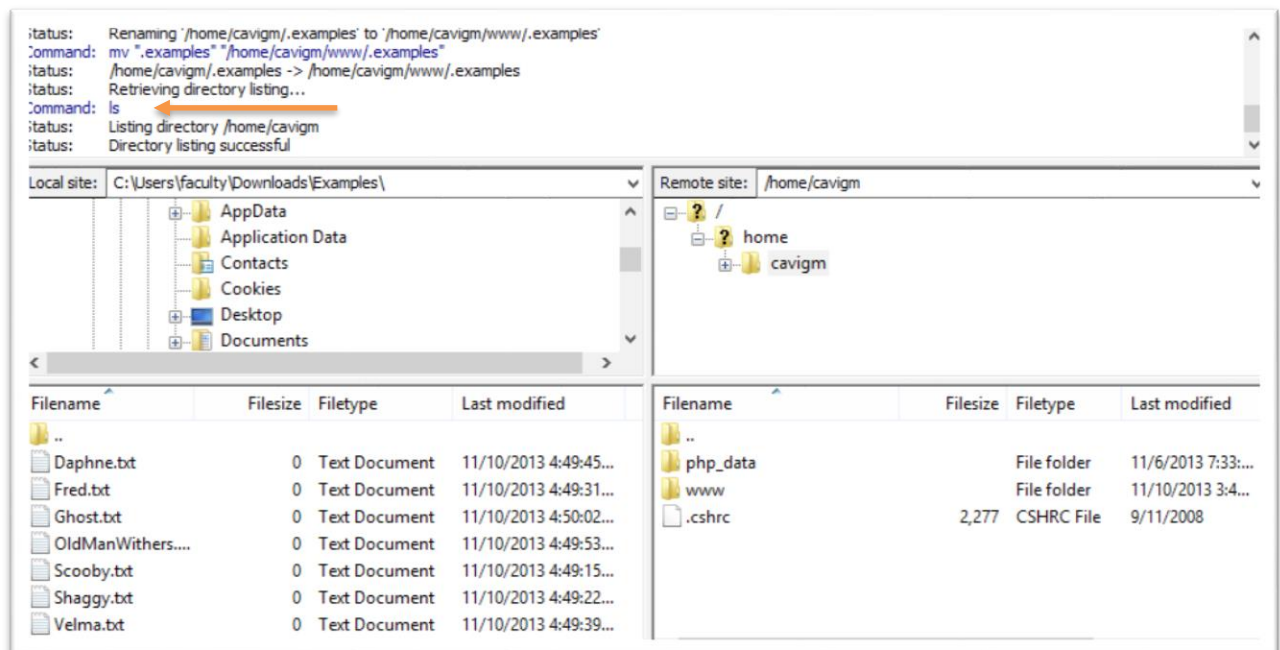 Status: Renaming '/home/cavigm/.examples' to '/home/cavigm/www/.examples'
Command: mv ".examples" "/home/cavigm/www/.examples"
Status: /home/cavigm/.examples -> /home/cavigm/www/.examples
Status: Retrieving directory listing...
Command: ls
Status: Listing directory /home/cavigm
Status: Directory listing successful
Local site: C:\Users\faculty\Downloads\Examples\
AppData
Application Data
Contacts
Cookies
Desktop
Documents
Remote site: /home/cavigm
/
home
cavigm
Filename Filesize Filetype Last modified
..
Daphne.txt 0 Text Document 11/10/2013 4:49:45...
Fred.txt 0 Text Document 11/10/2013 4:49:31...
Ghost.txt 0 Text Document 11/10/2013 4:50:02...
OldManWithers.... 0 Text Document 11/10/2013 4:49:53...
Scooby.txt 0 Text Document 11/10/2013 4:49:15...
Shaggy.txt 0 Text Document 11/10/2013 4:49:22...
Velma.txt 0 Text Document 11/10/2013 4:49:39...
Filename Filesize Filetype Last modified
..
php_data File folder 11/6/2013 7:33:...
www File folder 11/10/2013 3:4...
.cshrc 2,277 CSHRC File 9/11/2008